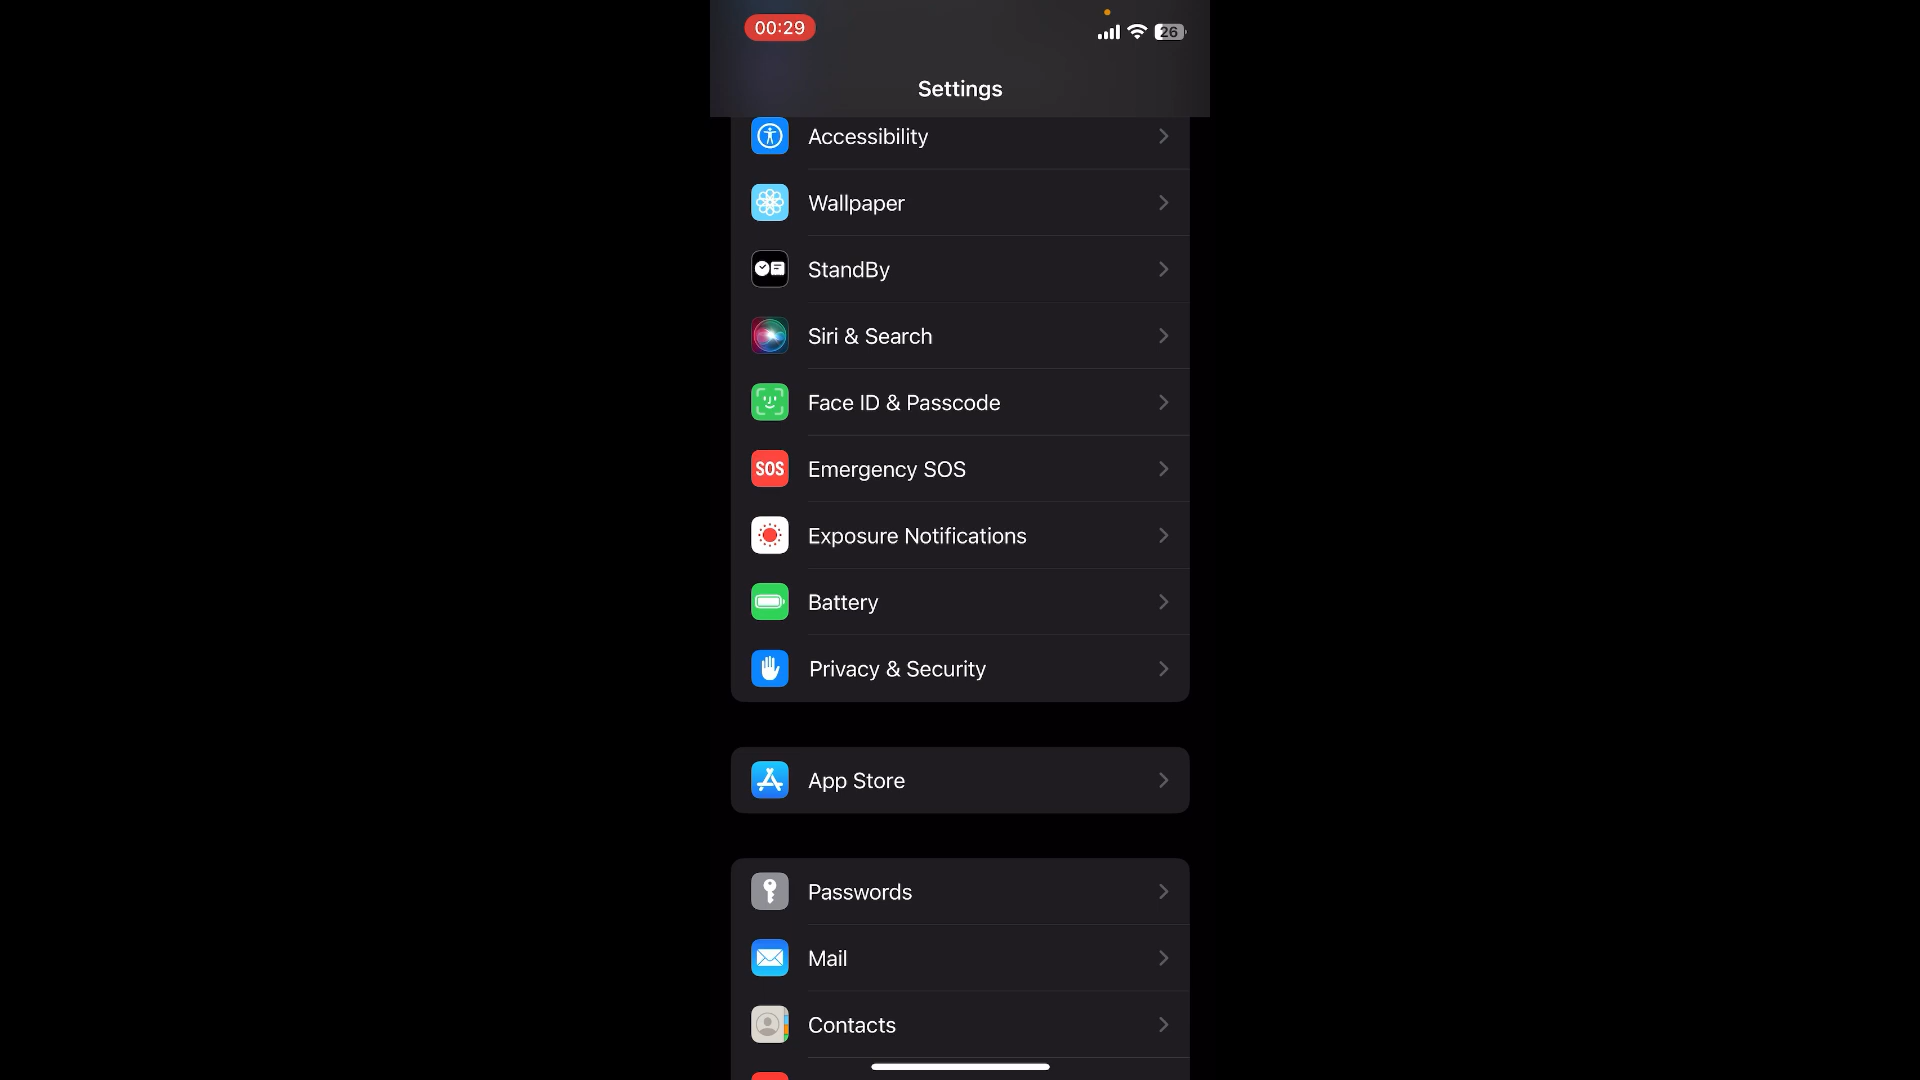 00:29
26
Settings
Accessibility
Wallpaper
StandBy
Siri & Search
Face ID & Passcode
SOS
Emergency SOS
Exposure Notifications
Battery
Privacy & Security
App Store
Passwords
Mail
Contacts